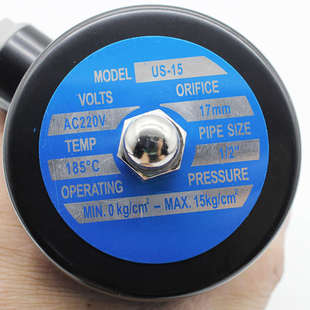 MODEL US-15
VOLTS ORIFICE
AC220V 17mm
TEMP PIPE SIZE
185°C 1/2"
OPERATING PRESSURE
MIN. 0 kg/cm² – MAX. 15kg/cm²